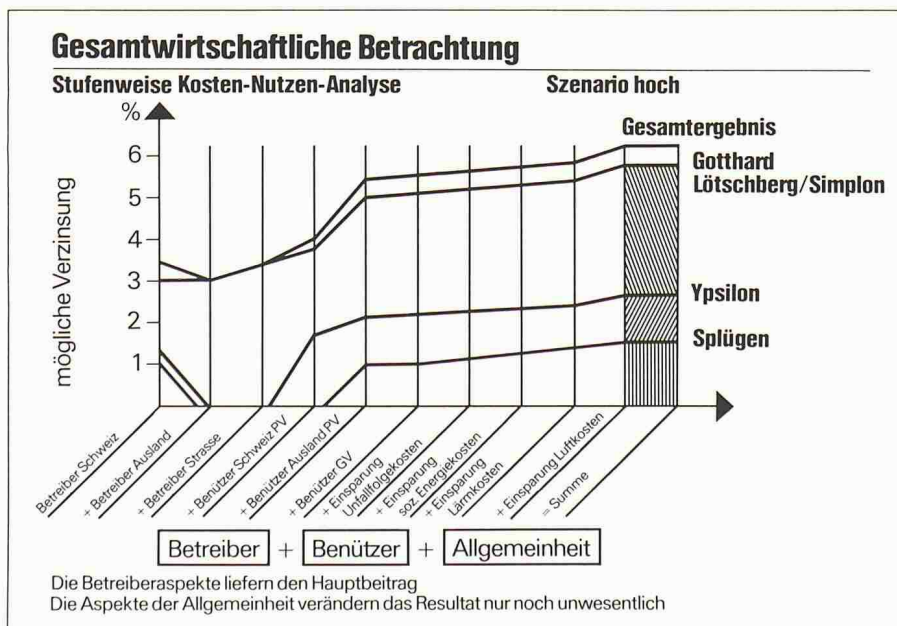 Gesamtwirtschaftliche Betrachtung
Stufenweise Kosten-Nutzen-Analyse
Szenario hoch
%
6
5
4
3
2
1
mögliche Verzinsung
Gesamtergebnis
Gotthard
Lötschberg/Simplon
Ypsilon
Splügen
Betreiber Schweiz
+ Betreiber Ausland
+ Betreiber Strasse
+ Benützer Schweiz PV
+ Benützer Ausland PV
+ Benützer GV
+ Einsparung
Unfallfolgekosten
+ Einsparung
soz. Energiekosten
+ Einsparung
Lärmkosten
+ Einsparung Luftkosten
= Summe
Betreiber + Benützer + Allgemeinheit
Die Betreiberaspekte liefern den Hauptbeitrag
Die Aspekte der Allgemeinheit verändern das Resultat nur noch unwesentlich